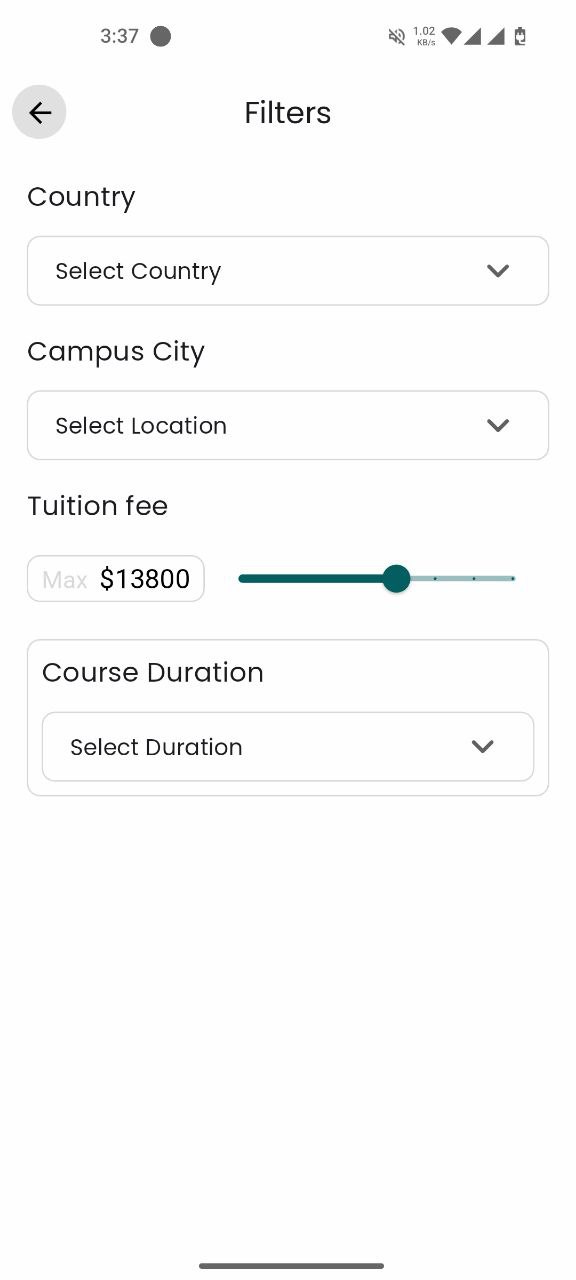 3:37
1.02
KB/s
Filters
Country
Select Country
Campus City
Select Location
Tuition fee
Max $13800
Course Duration
Select Duration